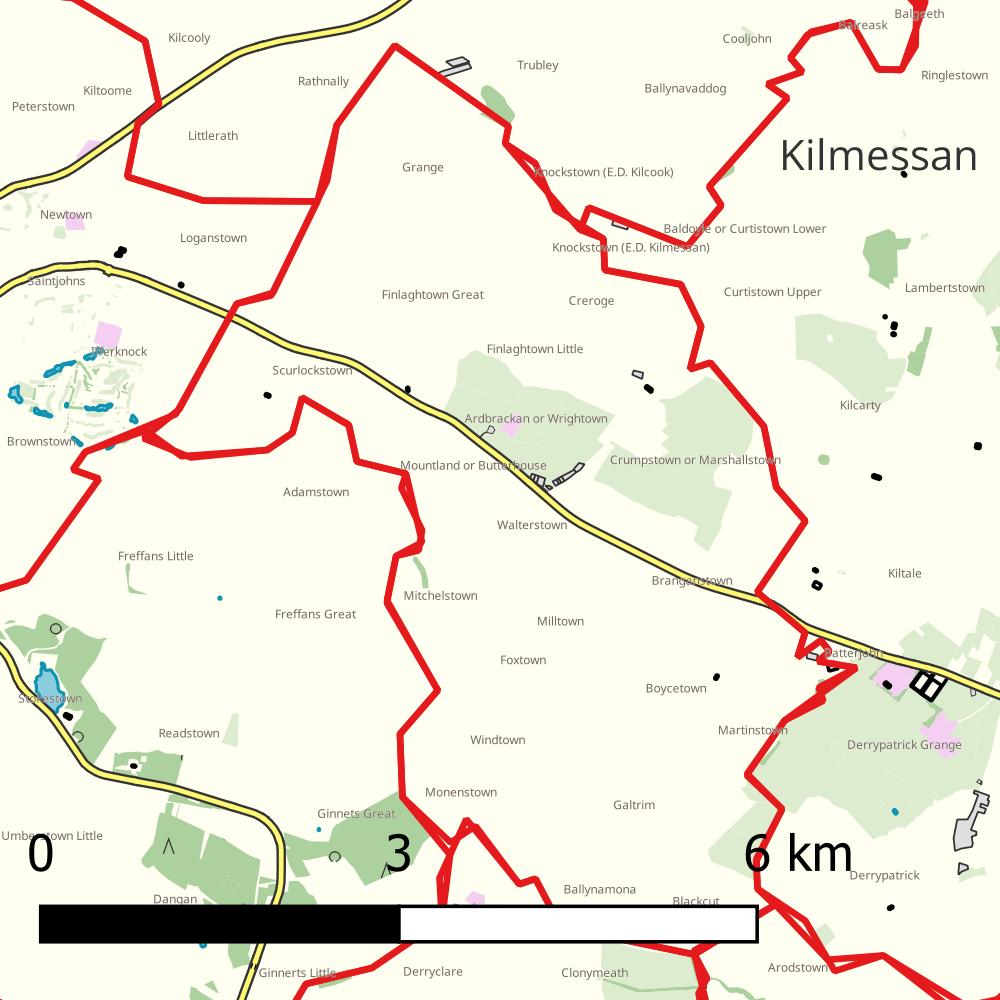 Balgeeth
Balreask
Kilcooly
Cooljohn
Trubley
Ringlestown
Rathnally
Ballynavaddog
Kiltoome
Peterstown
Littlerath
Kilmessan
Grange
Knockstown (E.D. Kilcook)
Newtown
Baldoyle or Curtistown Lower
Loganstown
Knockstown (E.D. Kilmessan)
Saintjohns
Lambertstown
Curtistown Upper
Finlaghtown Great
Creroge
Finlaghtown Little
Iffernock
Scurlockstown
Kilcarty
Ardbrackan or Wrightown
Brownstown
Crumpstown or Marshallstown
Mountland or Butterhouse
Adamstown
Walterstown
Freffans Little
Kiltale
Branganstown
Mitchelstown
Freffans Great
Milltown
Batterjohn
Foxtown
Boycetown
Stokestown
Martinstown
Readstown
Windtown
Derrypatrick Grange
Monenstown
Galtrim
Ginnets Great
Umberstown Little
0 3 6 km
Derrypatrick
Ballynamona
Dangan
Blackcut
Arodstown
Ginnerts Little
Derryclare
Clonymeath